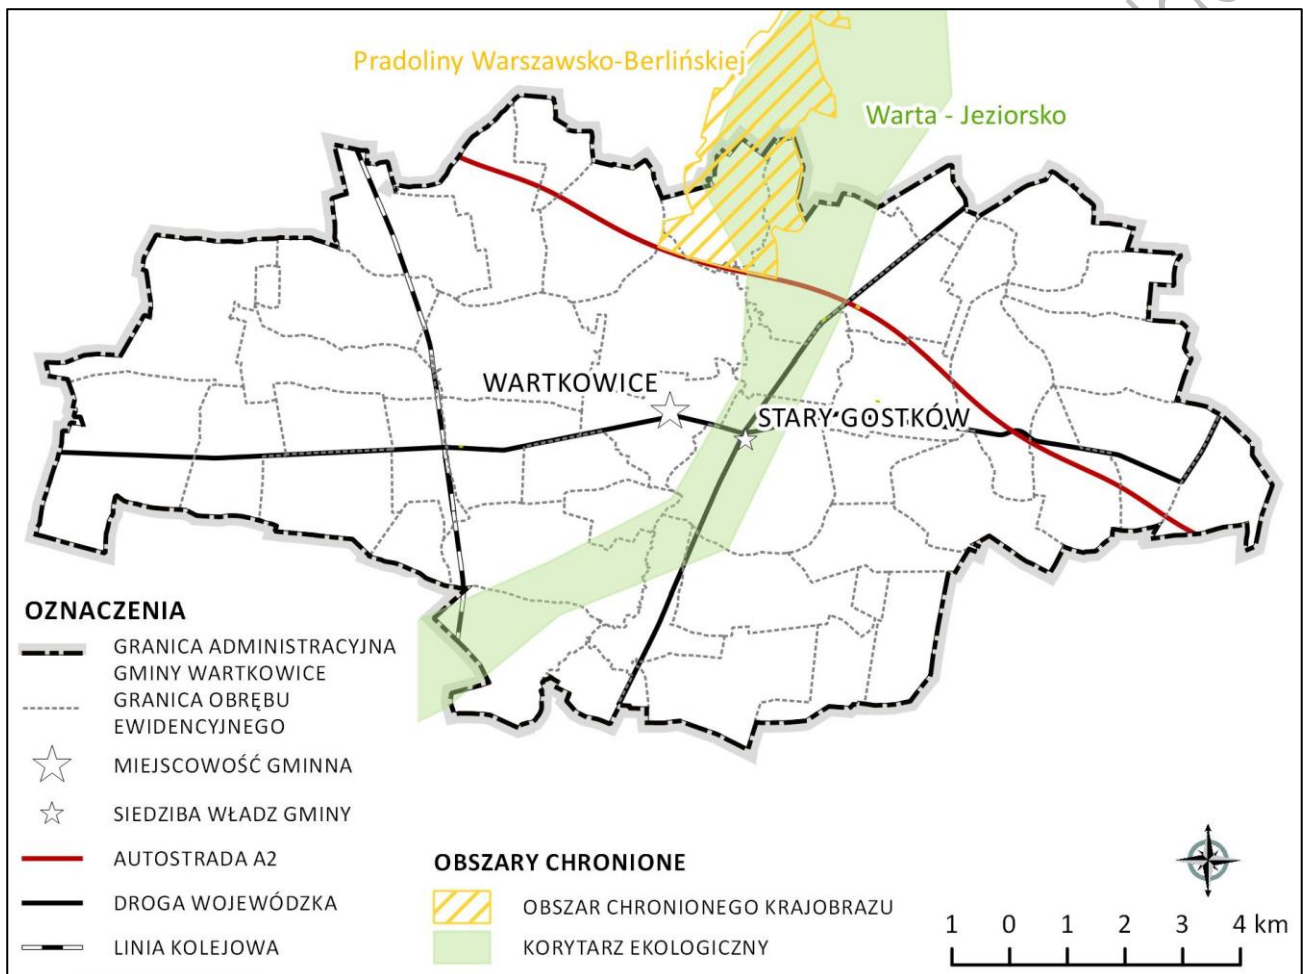 Pradoliny Warszawsko-Berlińskiej
Warta - Jeziorsko
WARTKOWICE
STARY GOSTKÓW
OZNACZENIA
GRANICA ADMINISTRACYJNA
GMINY WARTKOWICE
GRANICA OBRĘBU
EWIDENCYJNEGO
MIEJSCOWOŚĆ GMINNA
SIEDZIBA WŁADZ GMINY
AUTOSTRADA A2
DROGA WOJEWÓDZKA
LINIA KOLEJOWA
OBSZARY CHRONIONE
OBSZAR CHRONIONEGO KRAJOBRAZU
KORYTARZ EKOLOGICZNY
1 0 1 2 3 4 km